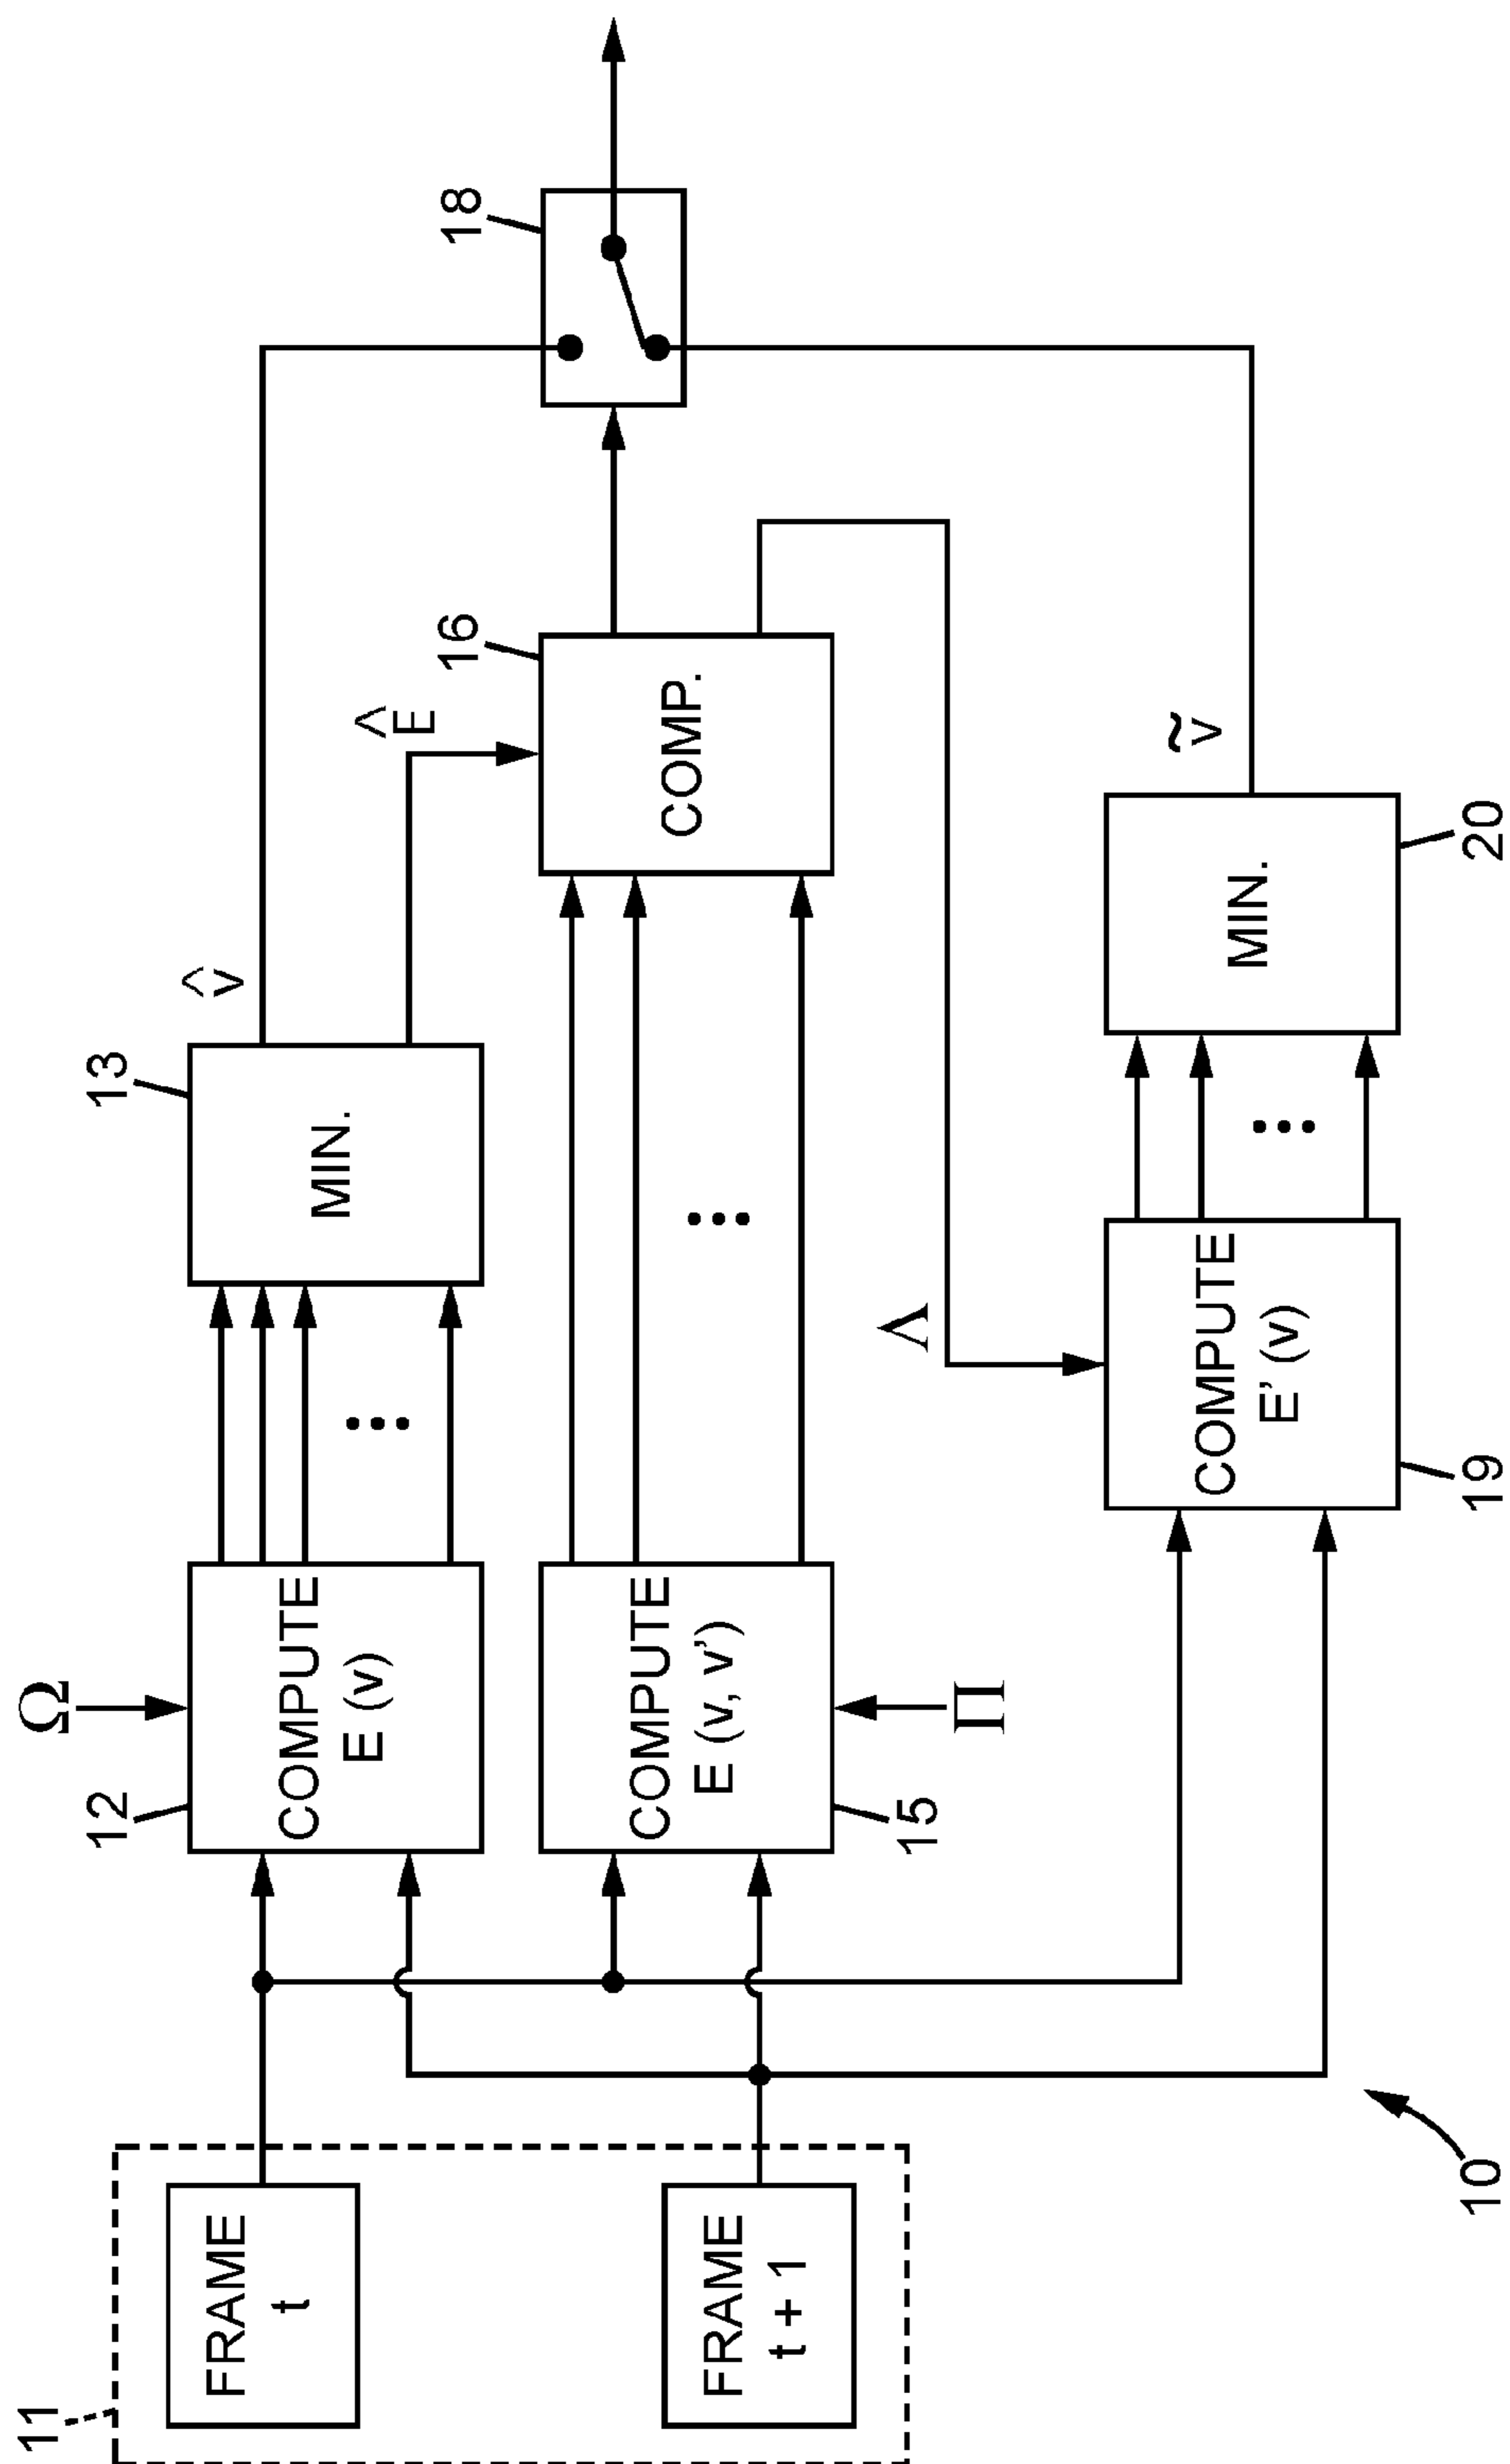 11
FRAME
t
FRAME
t + 1
10
Ω
12
COMPUTE
E (v)
COMPUTE
E (v, v')
15
Π
13
MIN.
v̂
Ê
16
COMP.
Λ
COMPUTE
E' (v)
19
MIN.
20
ṽ
18